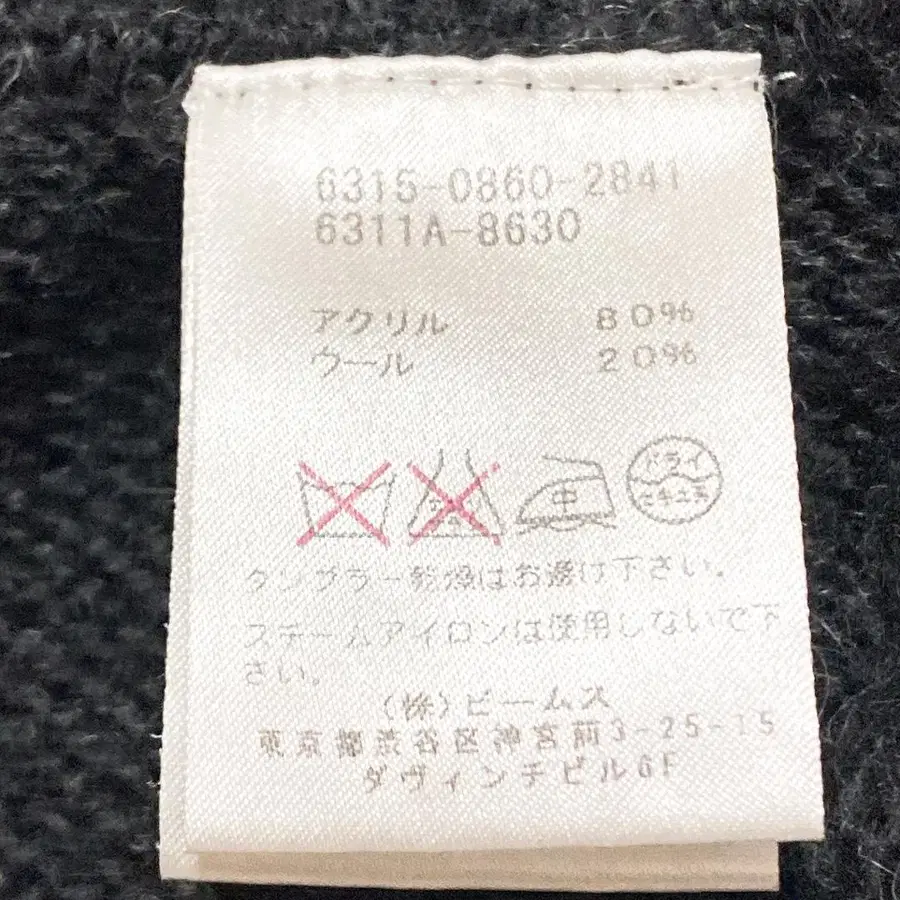 6315-0860-2841
6311A-8630
アクリル 80%
ウール 20%
中
ドライ
セキユ系
タンブラー乾燥はお避け下さい。
スチームアイロンは使用しないで下
さい。
(株)ビームス
東京都渋谷区神宮前3-25-15
ダヴィンチビル6F